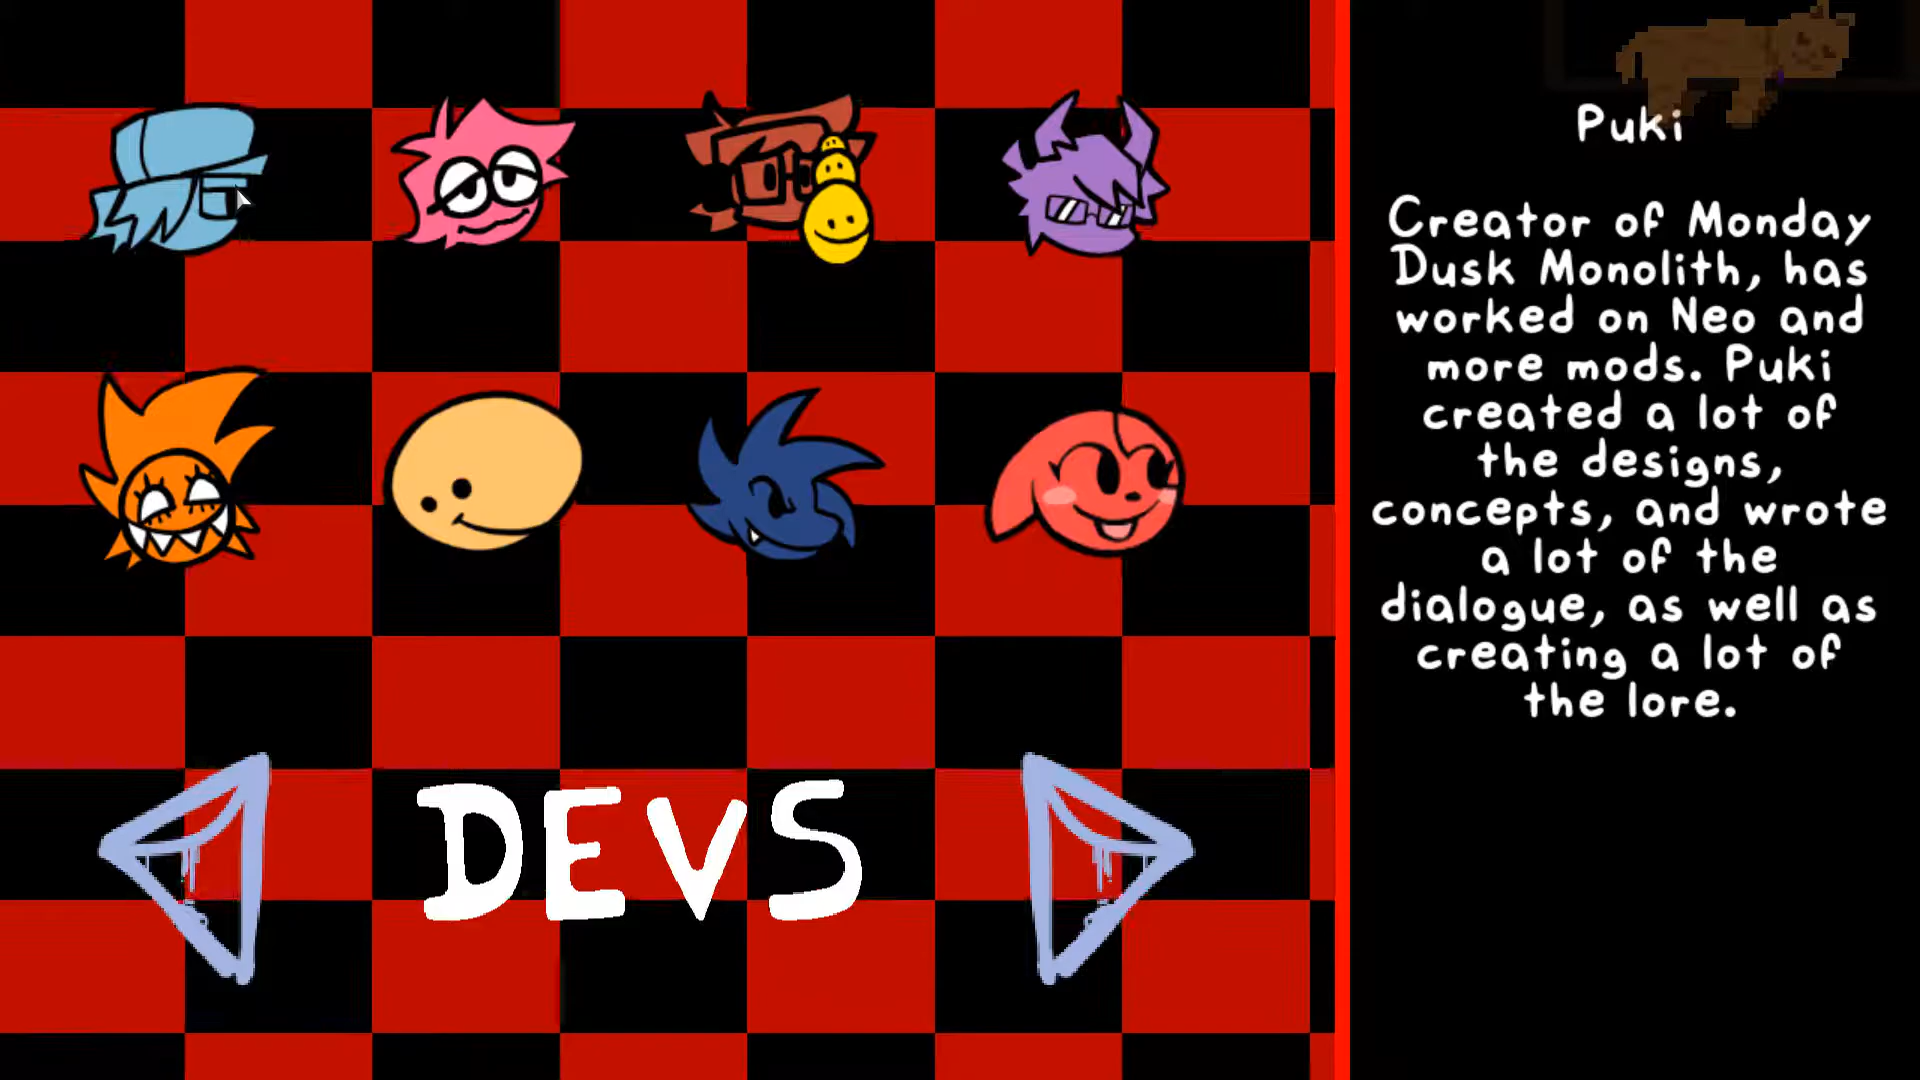 Puki
Creator of Monday
Dusk Monolith, has
worked on Neo and
more mods. Puki
created a lot of
the designs,
concepts, and wrote
a lot of the
dialogue, as well as
creating a lot of
the lore.
DEVS